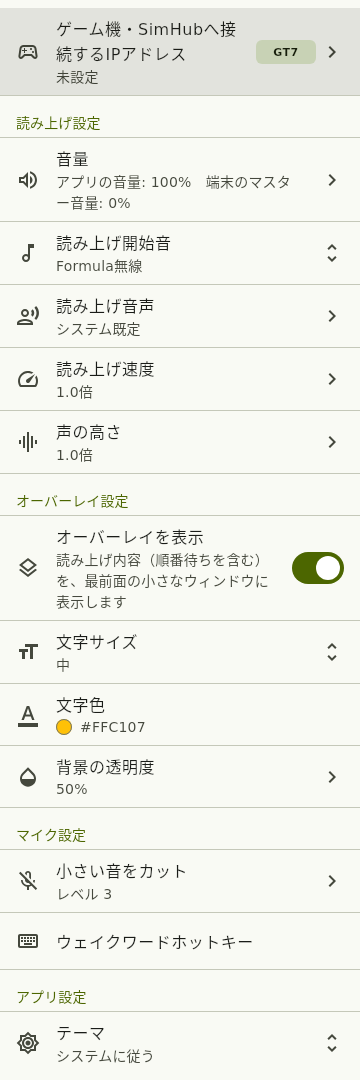 ゲーム機・SimHubへ接
続するIPアドレス
GT7
未設定
読み上げ設定
音量
アプリの音量: 100%　端末のマスタ
ー音量: 0%
読み上げ開始音
Formula無線
読み上げ音声
システム既定
読み上げ速度
1.0倍
声の高さ
1.0倍
オーバーレイ設定
オーバーレイを表示
読み上げ内容（順番待ちを含む）
を、最前面の小さなウィンドウに
表示します
文字サイズ
中
文字色
#FFC107
背景の透明度
50%
マイク設定
小さい音をカット
レベル 3
ウェイクワードホットキー
アプリ設定
テーマ
システムに従う